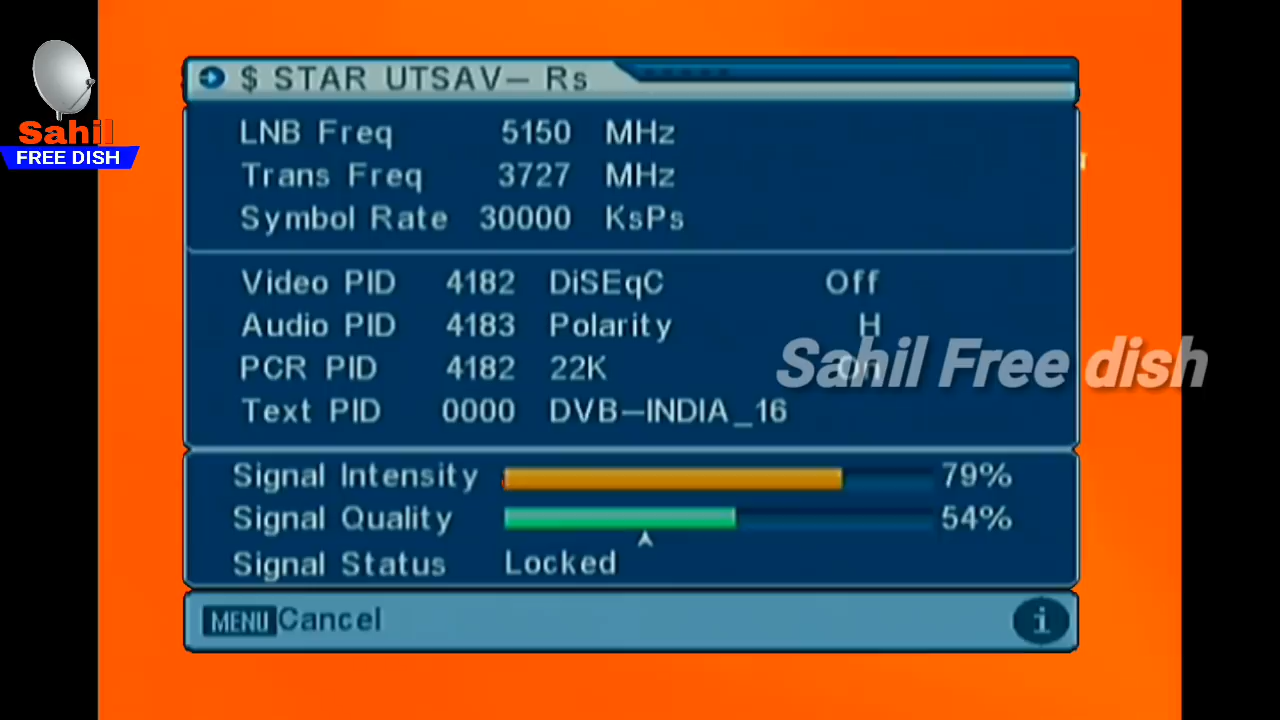 Sahil
FREE DISH
$ STAR UTSAV– Rs
LNB Freq 5150 MHz
Trans Freq 3727 MHz
Symbol Rate 30000 KsPs
Video PID 4182 DiSEqC Off
Audio PID 4183 Polarity H
PCR PID 4182 22K On
Sahil Free dish
Text PID 0000 DVB–INDIA_16
Signal Intensity 79%
Signal Quality 54%
Signal Status Locked
MENU Cancel i